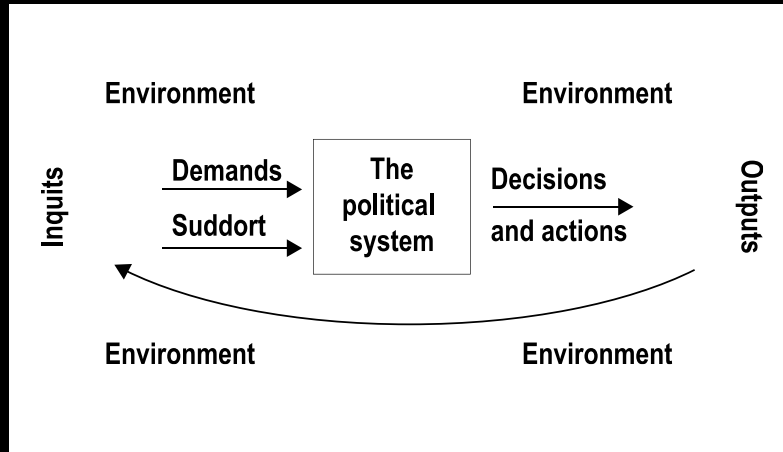 Environment
Environment
Inquits
Demands
Suddort
The
political
system
Decisions
and actions
Outputs
Environment
Environment